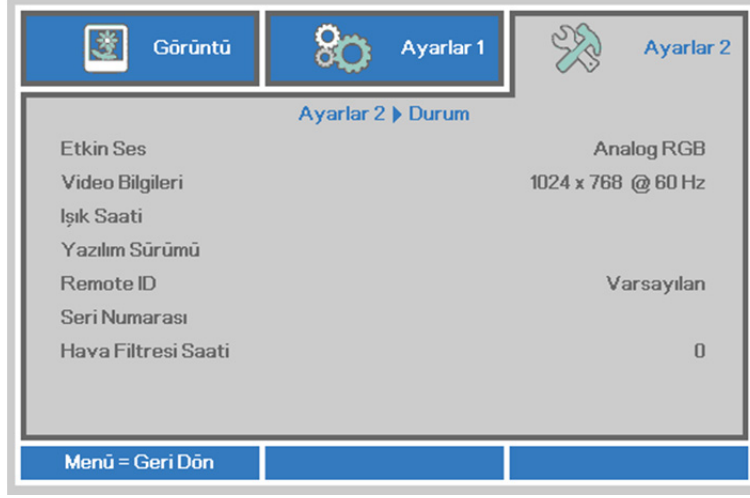 Görüntü
Ayarlar 1
Ayarlar 2
Ayarlar 2 ▶ Durum
Etkin Ses Analog RGB
Video Bilgileri 1024 x 768 @ 60 Hz
Işık Saati
Yazılım Sürümü
Remote ID Varsayılan
Seri Numarası
Hava Filtresi Saati 0
Menü = Geri Dön